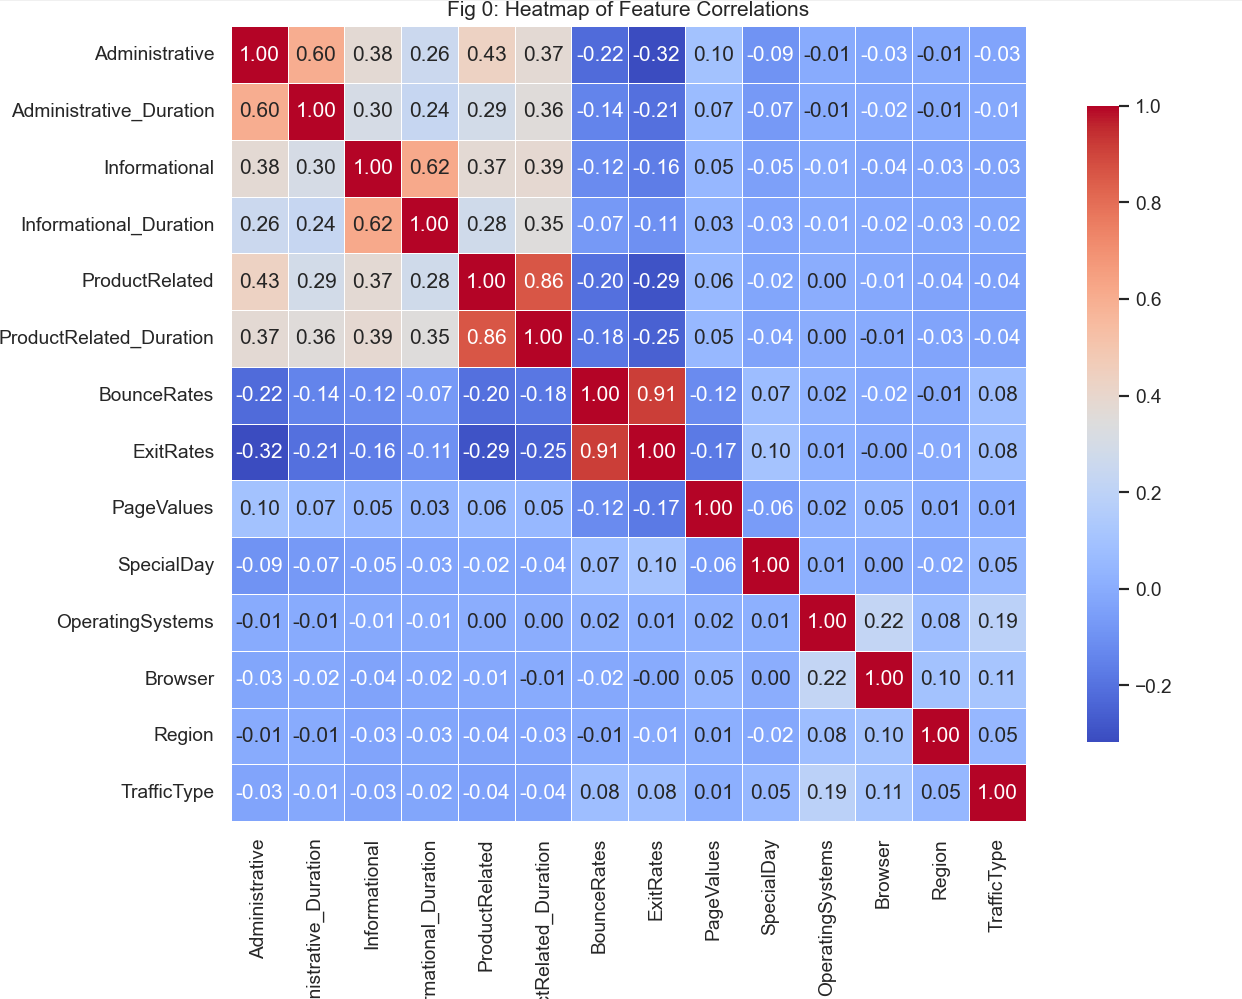 Fig 0: Heatmap of Feature Correlations
Administrative 1.00 0.60 0.38 0.26 0.43 0.37 -0.22 -0.32 0.10 -0.09 -0.01 -0.03 -0.01 -0.03
Administrative_Duration 0.60 1.00 0.30 0.24 0.29 0.36 -0.14 -0.21 0.07 -0.07 -0.01 -0.02 -0.01 -0.01
Informational 0.38 0.30 1.00 0.62 0.37 0.39 -0.12 -0.16 0.05 -0.05 -0.01 -0.04 -0.03 -0.03
Informational_Duration 0.26 0.24 0.62 1.00 0.28 0.35 -0.07 -0.11 0.03 -0.03 -0.01 -0.02 -0.03 -0.02
ProductRelated 0.43 0.29 0.37 0.28 1.00 0.86 -0.20 -0.29 0.06 -0.02 0.00 -0.01 -0.04 -0.04
ProductRelated_Duration 0.37 0.36 0.39 0.35 0.86 1.00 -0.18 -0.25 0.05 -0.04 0.00 -0.01 -0.03 -0.04
BounceRates -0.22 -0.14 -0.12 -0.07 -0.20 -0.18 1.00 0.91 -0.12 0.07 0.02 -0.02 -0.01 0.08
ExitRates -0.32 -0.21 -0.16 -0.11 -0.29 -0.25 0.91 1.00 -0.17 0.10 0.01 -0.00 -0.01 0.08
PageValues 0.10 0.07 0.05 0.03 0.06 0.05 -0.12 -0.17 1.00 -0.06 0.02 0.05 0.01 0.01
SpecialDay -0.09 -0.07 -0.05 -0.03 -0.02 -0.04 0.07 0.10 -0.06 1.00 0.01 0.00 -0.02 0.05
OperatingSystems -0.01 -0.01 -0.01 -0.01 0.00 0.00 0.02 0.01 0.02 0.01 1.00 0.22 0.08 0.19
Browser -0.03 -0.02 -0.04 -0.02 -0.01 -0.01 -0.02 -0.00 0.05 0.00 0.22 1.00 0.10 0.11
Region -0.01 -0.01 -0.03 -0.03 -0.04 -0.03 -0.01 -0.01 0.01 -0.02 0.08 0.10 1.00 0.05
TrafficType -0.03 -0.01 -0.03 -0.02 -0.04 -0.04 0.08 0.08 0.01 0.05 0.19 0.11 0.05 1.00
Administrative
nistrative_Duration
Informational
rmational_Duration
ProductRelated
ctRelated_Duration
BounceRates
ExitRates
PageValues
SpecialDay
OperatingSystems
Browser
Region
TrafficType
1.0
0.8
0.6
0.4
0.2
0.0
−0.2